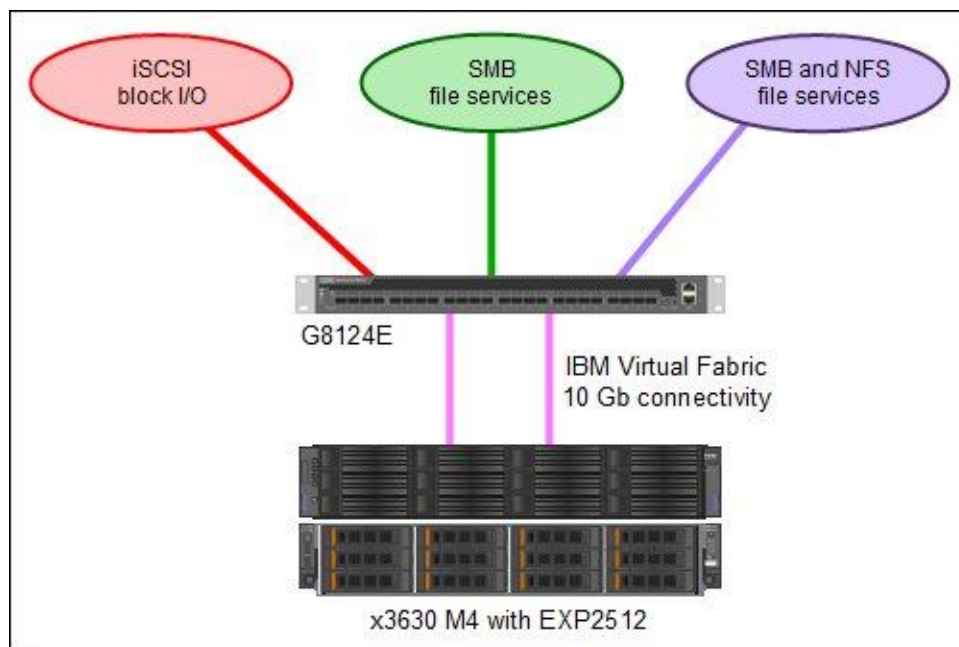 iSCSI
block I/O
SMB
file services
SMB and NFS
file services
G8124E
IBM Virtual Fabric
10 Gb connectivity
x3630 M4 with EXP2512